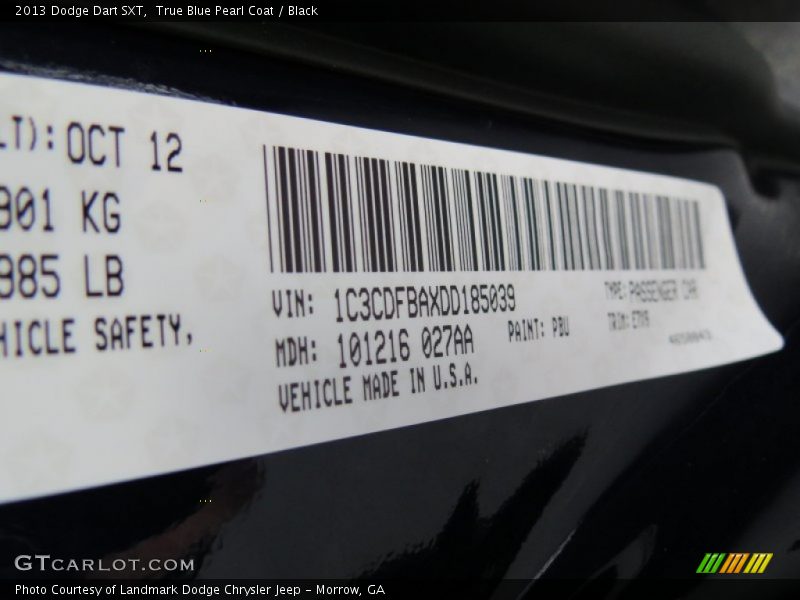 2013 Dodge Dart SXT,  True Blue Pearl Coat / Black
LT): OCT 12
901 KG
985 LB
HICLE SAFETY,
VIN: 1C3CDFBAXDD185039
TYPE: PASSENGER CAR
MDH: 101216 027AA
PAINT: PBU
TRIM:
VEHICLE MADE IN U.S.A.
GTCARLOT.COM
Photo Courtesy of Landmark Dodge Chrysler Jeep – Morrow, GA